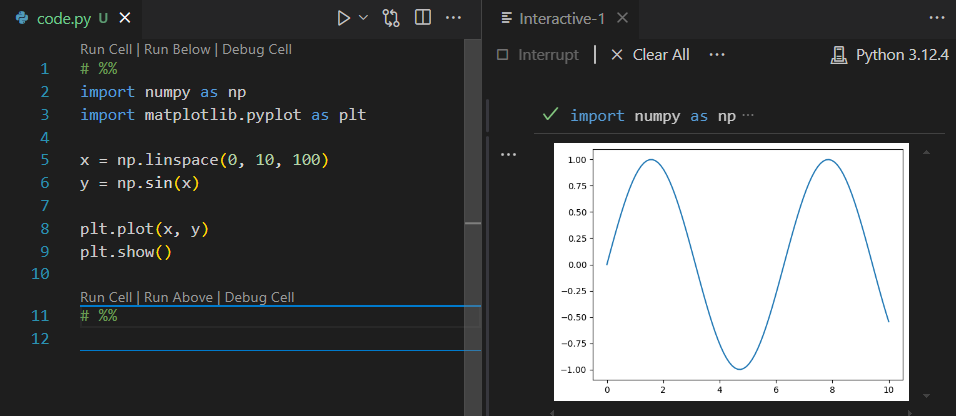 code.py U
Run Cell | Run Below | Debug Cell
1 # %%
2 import numpy as np
3 import matplotlib.pyplot as plt
4
5 x = np.linspace(0, 10, 100)
6 y = np.sin(x)
7
8 plt.plot(x, y)
9 plt.show()
10
Run Cell | Run Above | Debug Cell
11 # %%
12
Interactive-1
Interrupt | Clear All ··· Python 3.12.4
import numpy as np ···
1.00
0.75
0.50
0.25
0.00
−0.25
−0.50
−0.75
−1.00
0 2 4 6 8 10